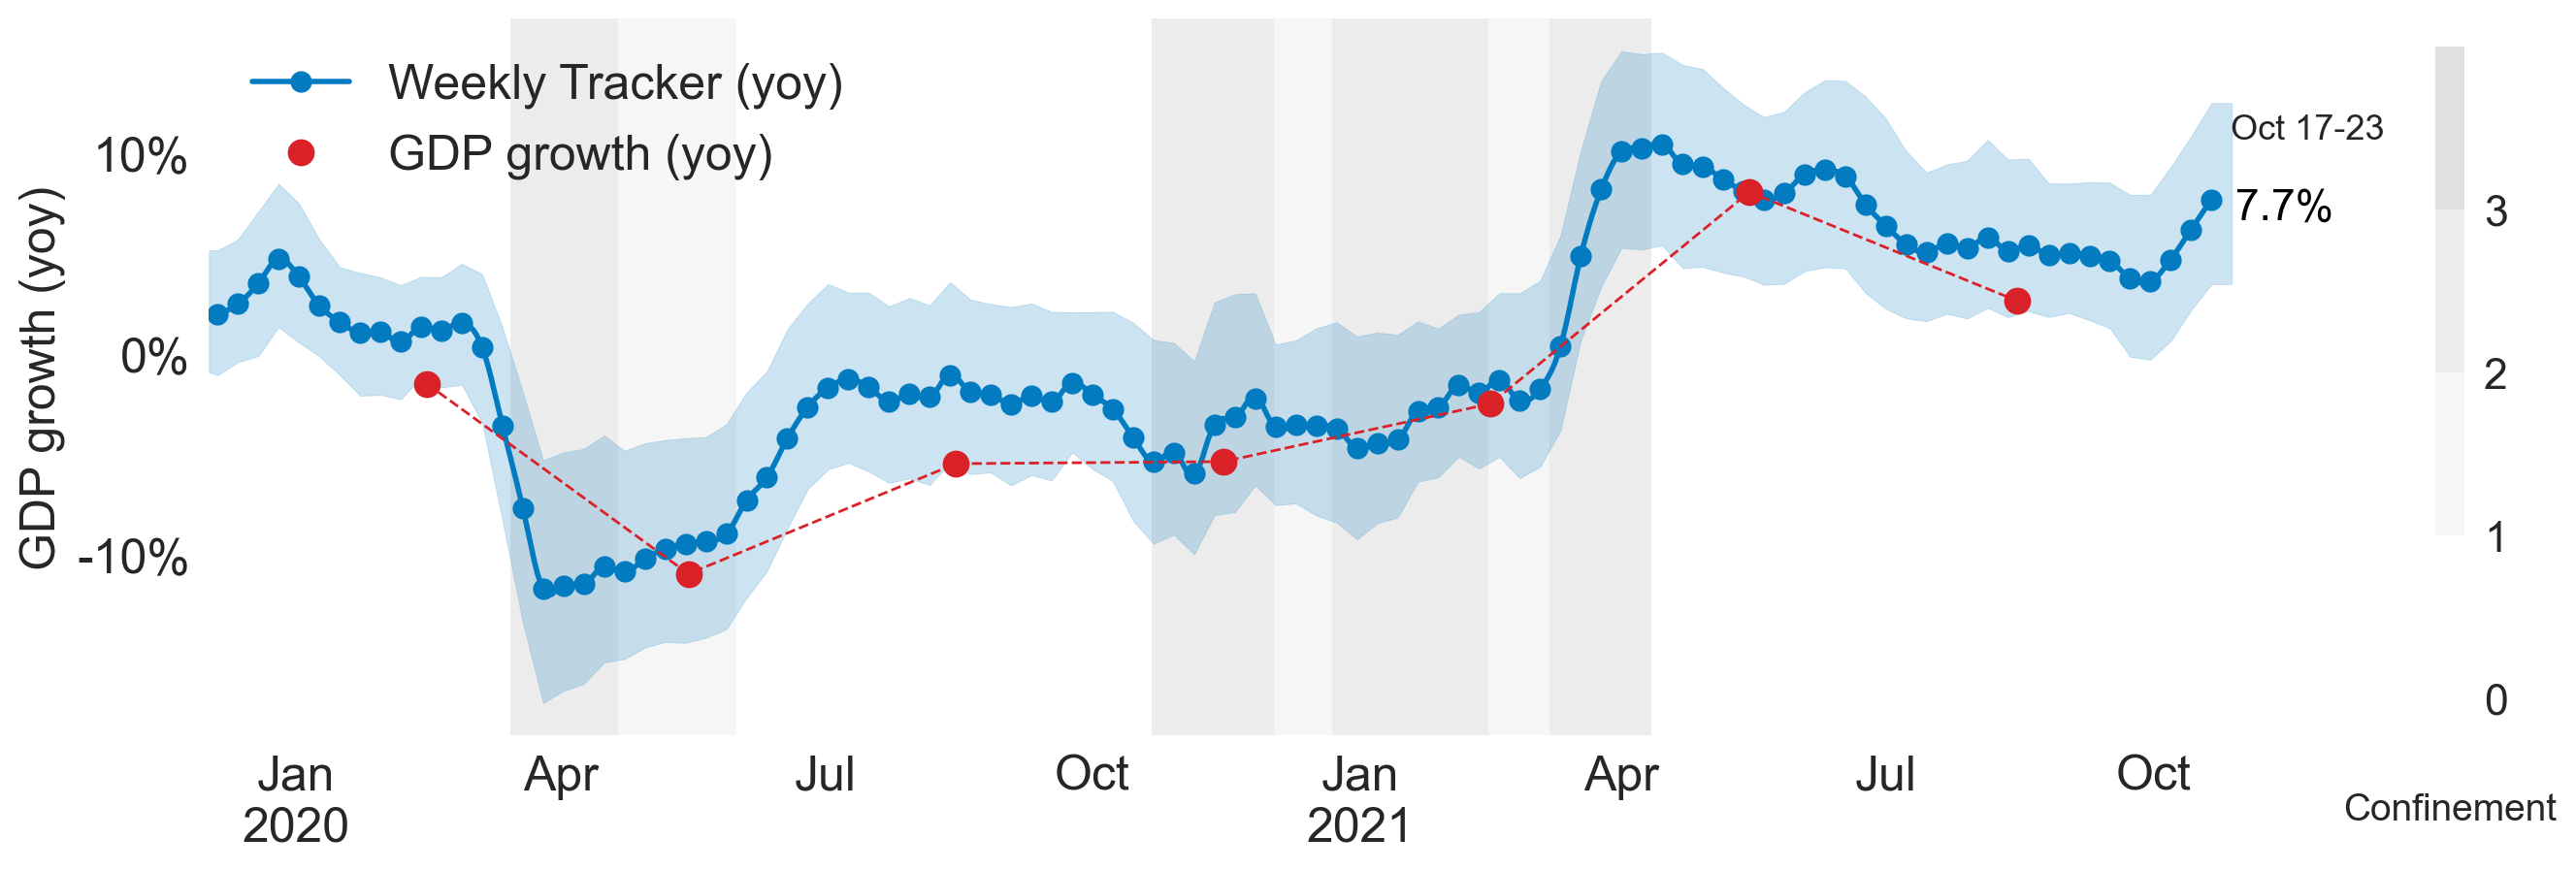 Weekly Tracker (yoy)
GDP growth (yoy)
GDP growth (yoy)
10%
0%
-10%
Oct 17-23
7.7%
3
2
1
0
Jan Apr Jul Oct Jan Apr Jul Oct
2020 2021
Confinement